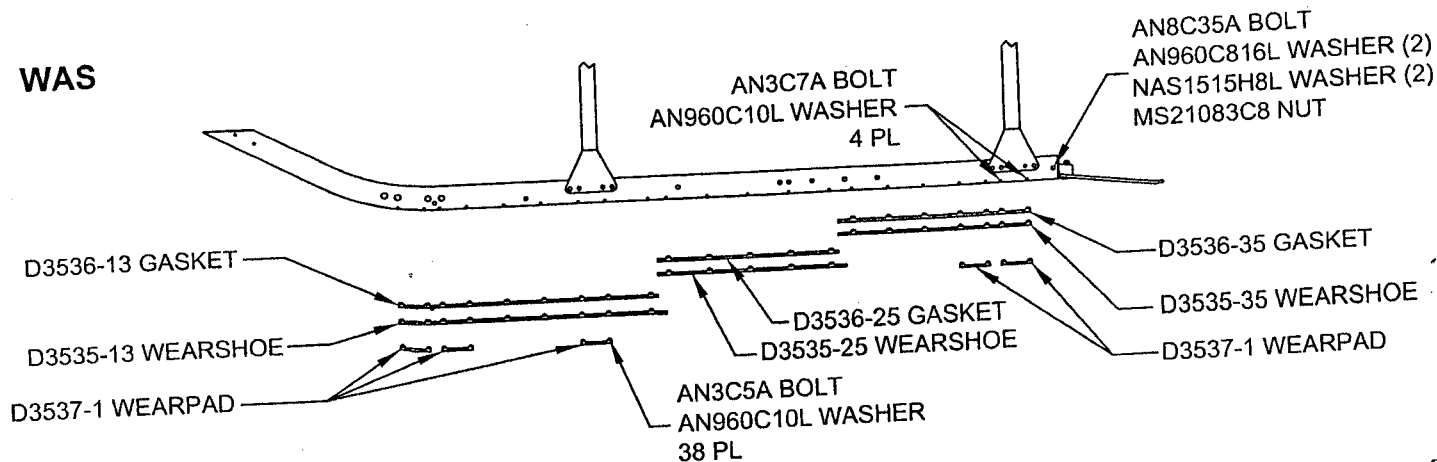 WAS
AN3C7A BOLT
AN960C10L WASHER
4 PL
AN8C35A BOLT
AN960C816L WASHER (2)
NAS1515H8L WASHER (2)
MS21083C8 NUT
D3536-13 GASKET
D3535-13 WEARSHOE
D3537-1 WEARPAD
D3536-25 GASKET
D3535-25 WEARSHOE
AN3C5A BOLT
AN960C10L WASHER
38 PL
D3536-35 GASKET
D3535-35 WEARSHOE
D3537-1 WEARPAD